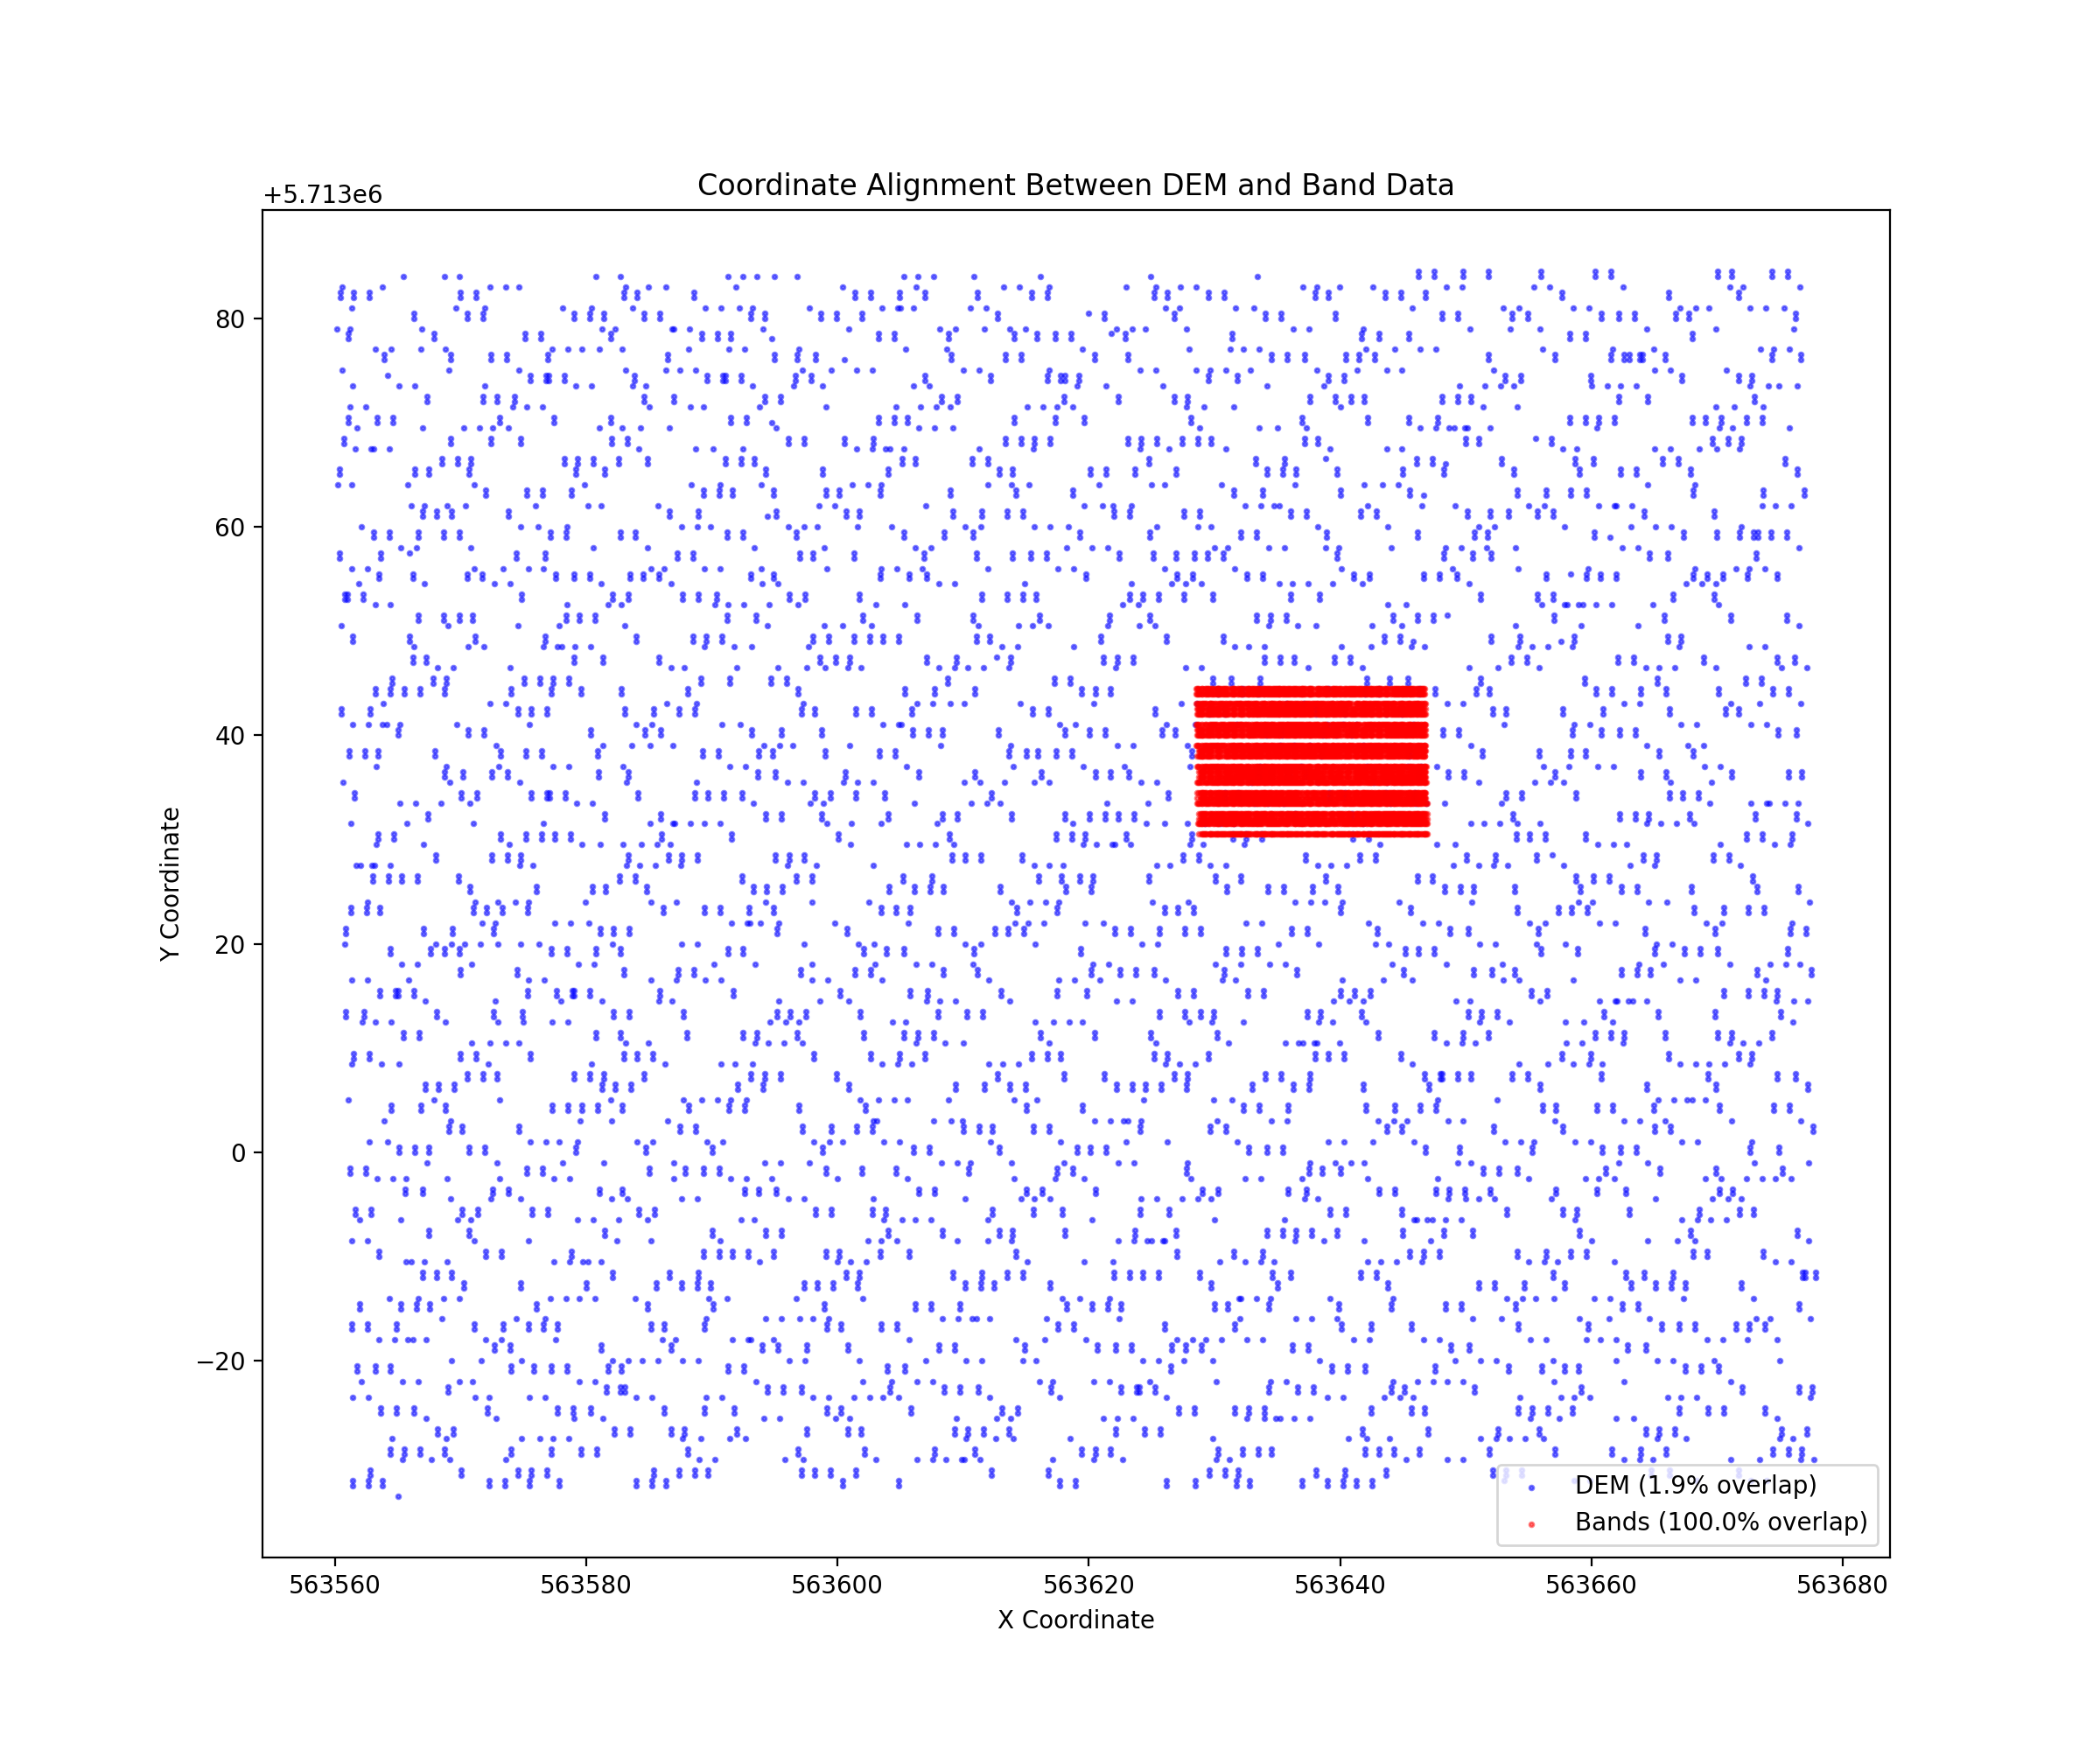 Coordinate Alignment Between DEM and Band Data
+5.713e6
80
60
40
20
0
−20
Y Coordinate
563560 563580 563600 563620 563640 563660 563680
X Coordinate
DEM (1.9% overlap)
Bands (100.0% overlap)